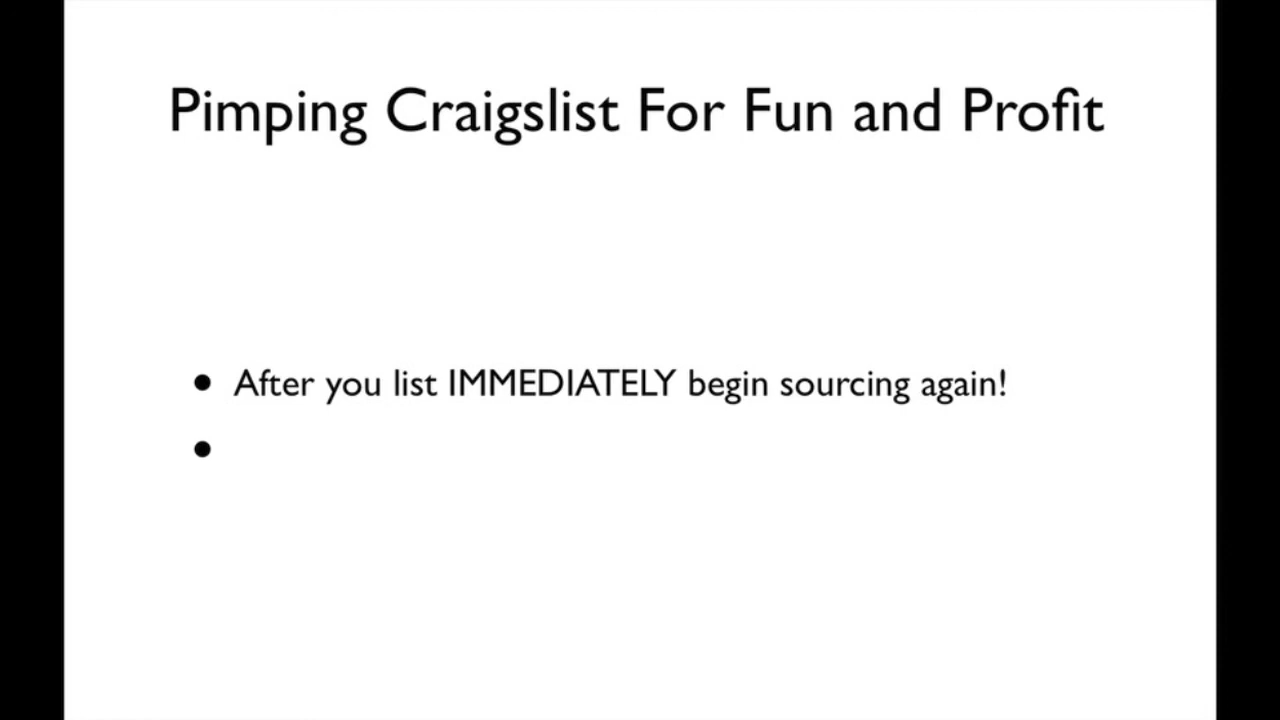 Pimping Craigslist For Fun and Profit
• After you list IMMEDIATELY begin sourcing again!
•